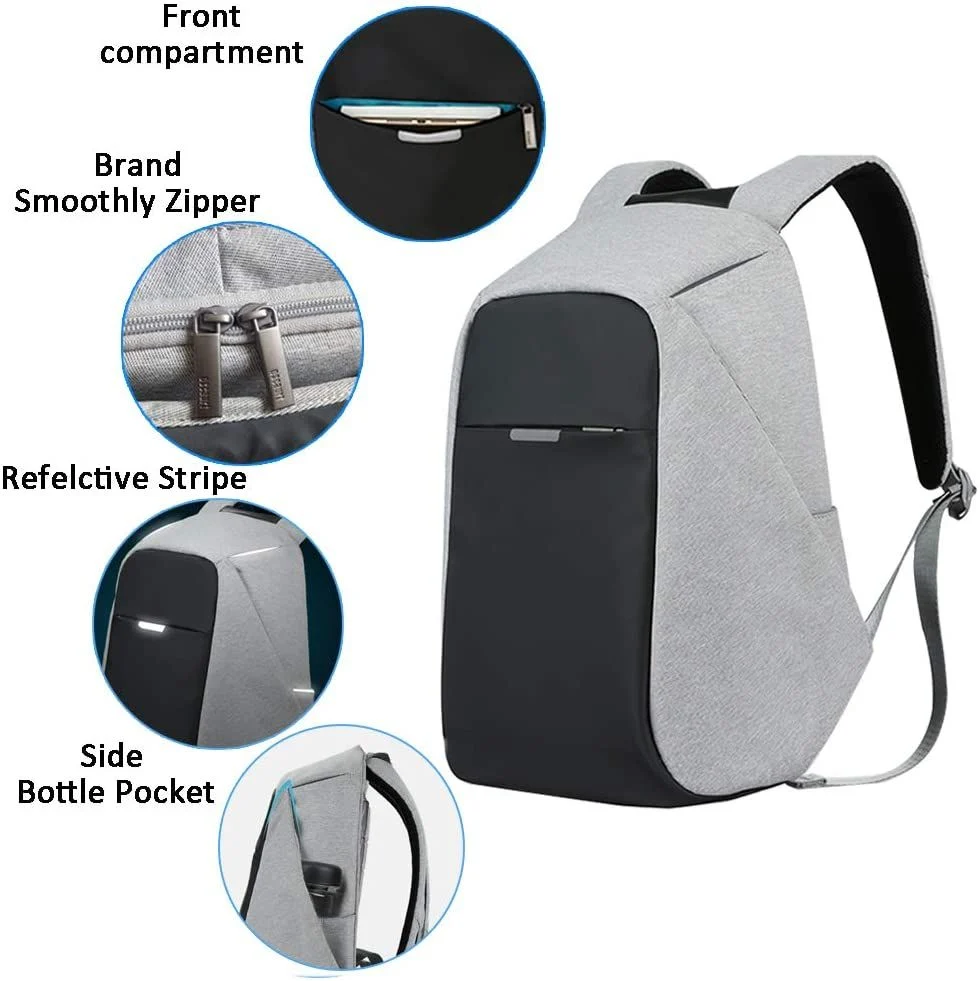 Front
compartment
Brand
Smoothly Zipper
Refelctive Stripe
Side
Bottle Pocket